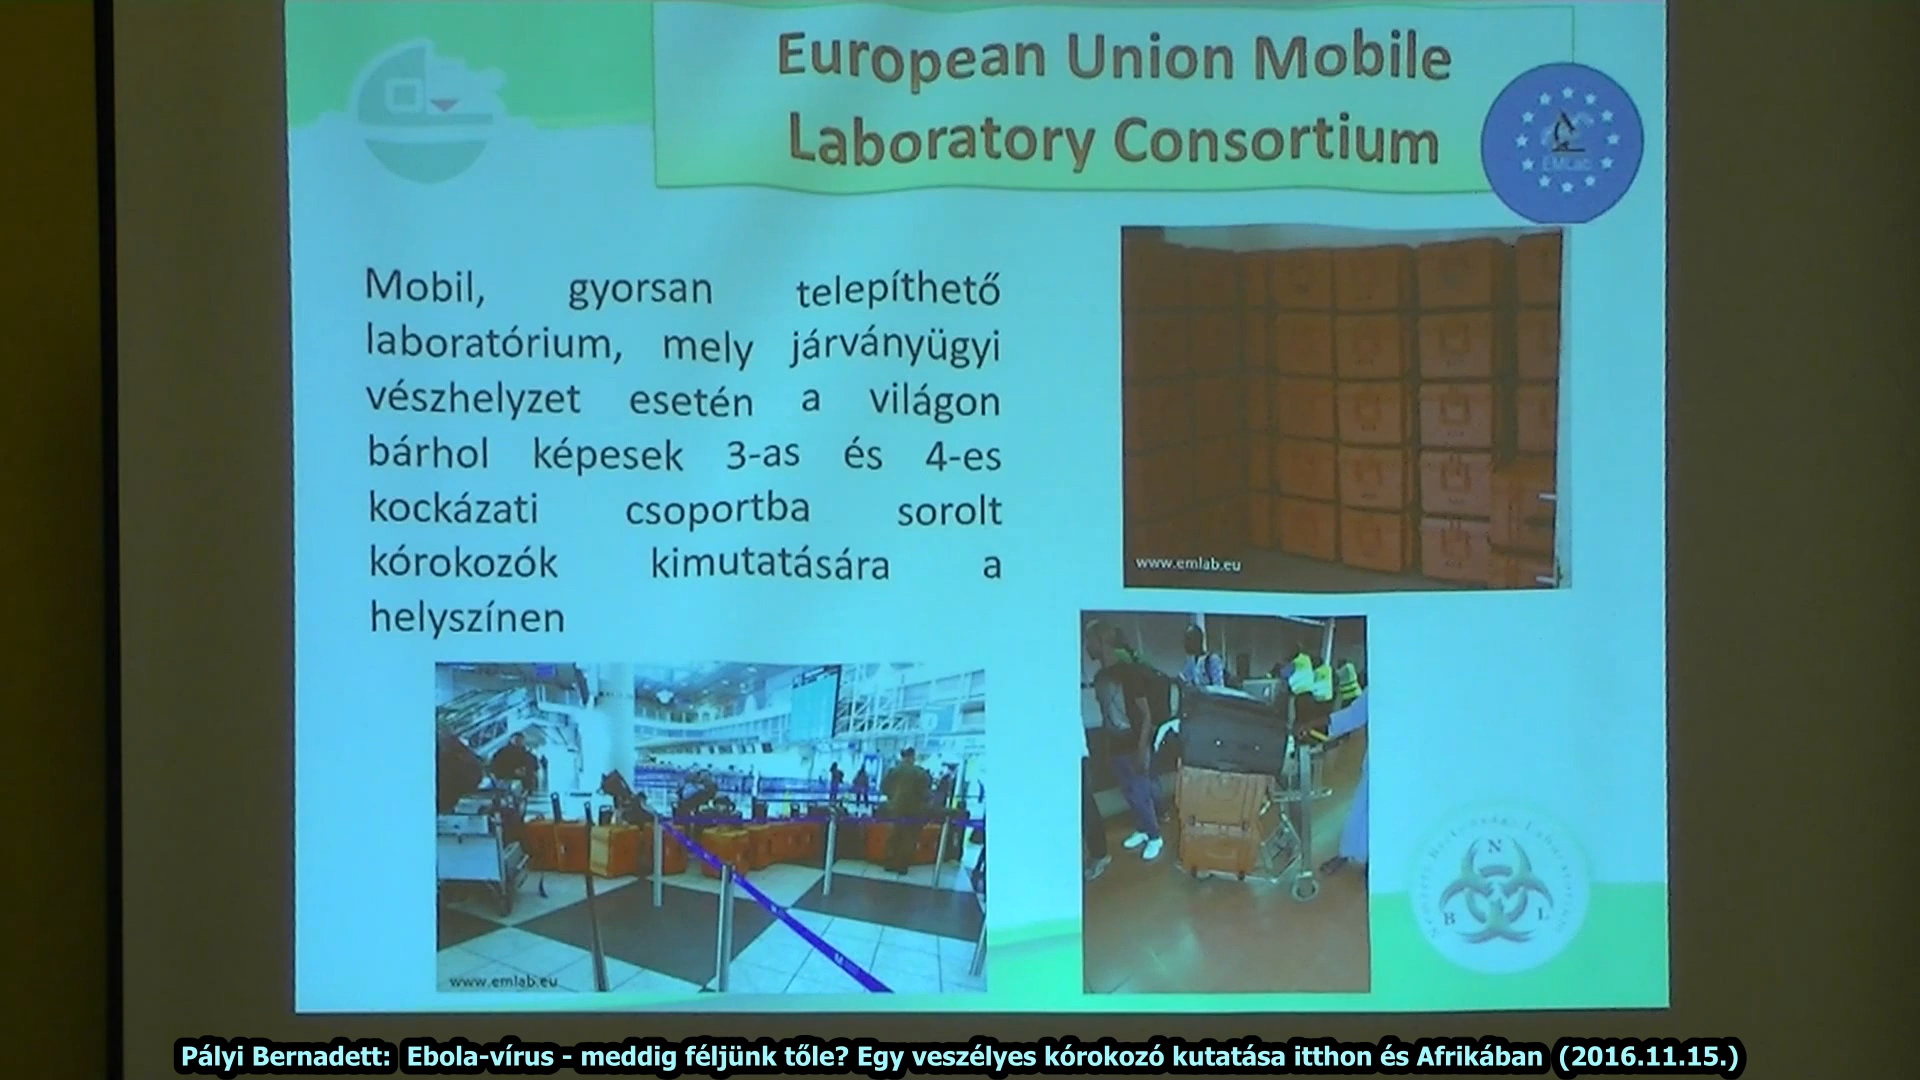 European Union Mobile
Laboratory Consortium
EMLab
Mobil, gyorsan telepíthető
laboratórium, mely járványügyi
vészhelyzet esetén a világon
bárhol képesek 3-as és 4-es
kockázati csoportba sorolt
kórokozók kimutatására a
helyszínen
www.emlab.eu
www.emlab.eu
N
B L
Pályi Bernadett: Ebola-vírus - meddig féljünk tőle? Egy veszélyes kórokozó kutatása itthon és Afrikában (2016.11.15.)